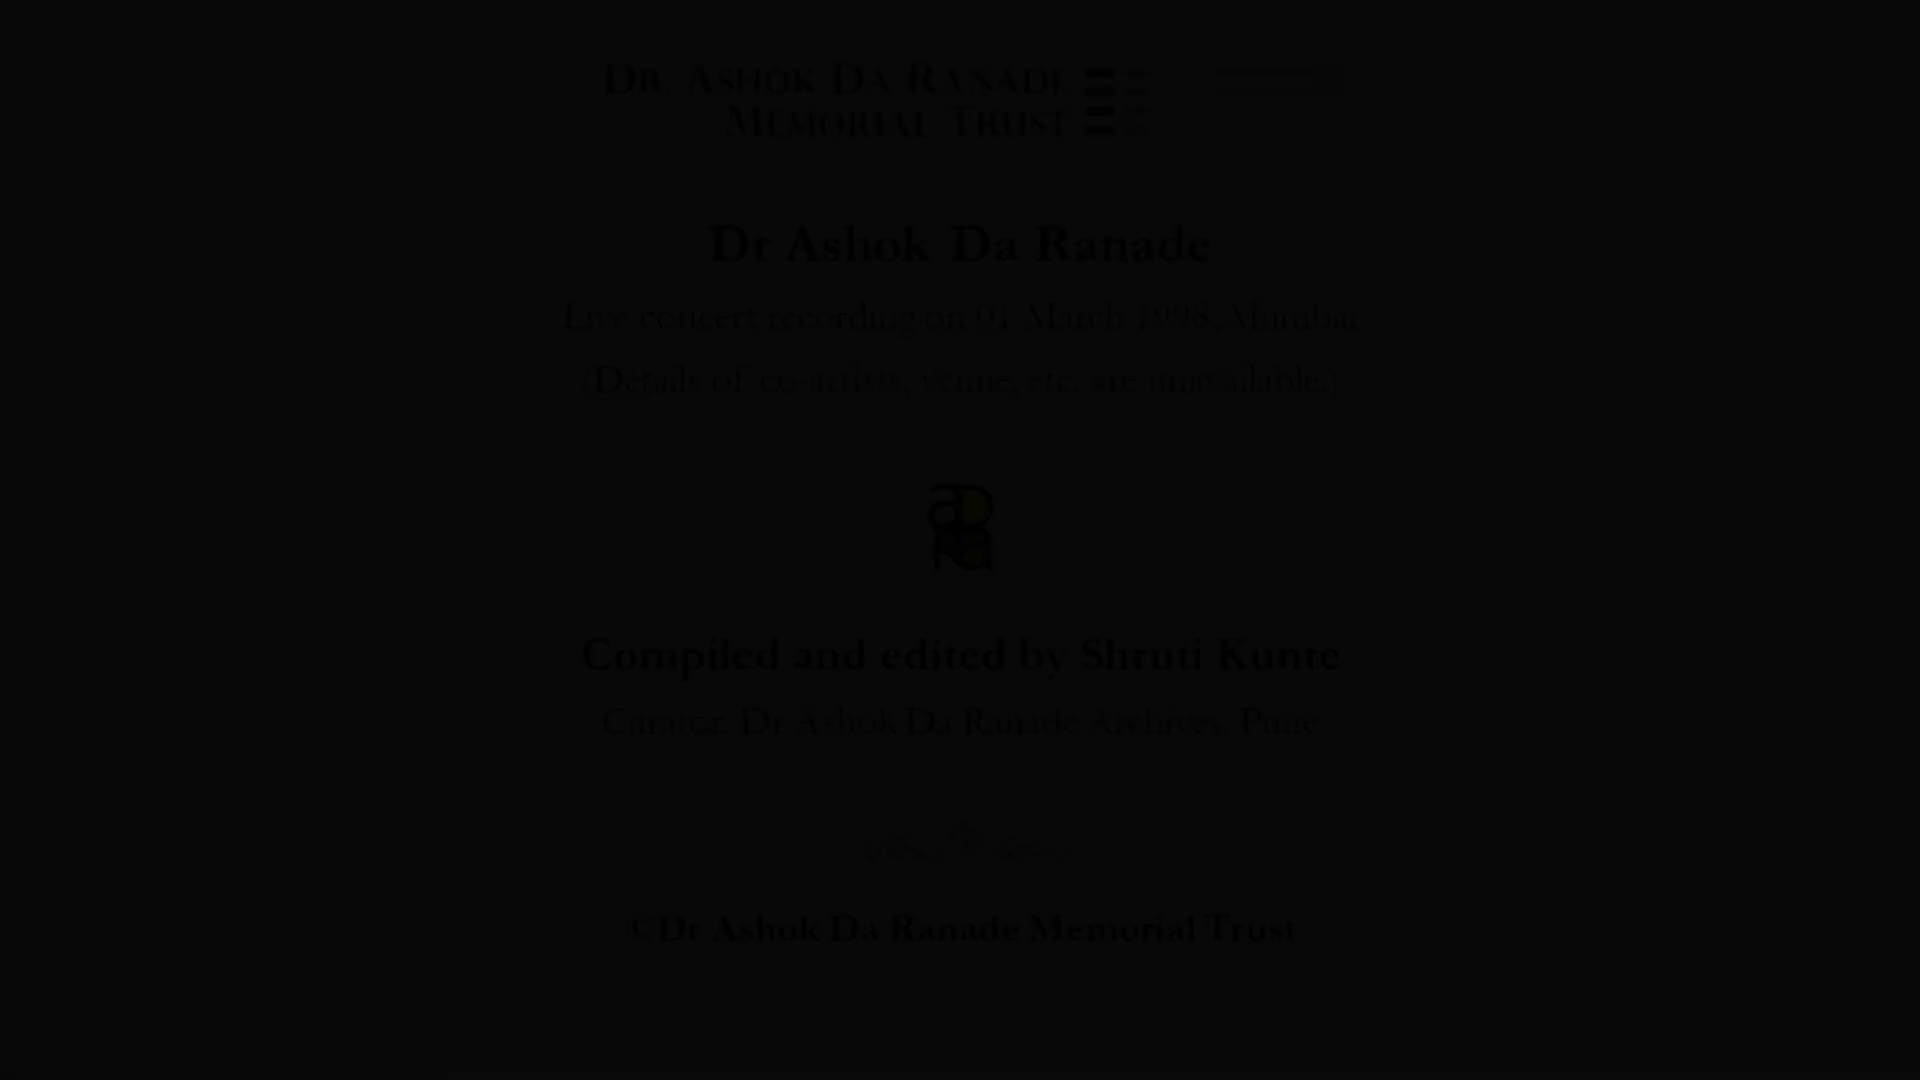 DR. ASHOK DA RANADE
MEMORIAL TRUST
Dr Ashok Da Ranade
Live concert recording on 01 March 1998, Mumbai
(Details of co-artists, venue, etc. are unavailable.)
Compiled and edited by Shruti Kunte
Curator: Dr Ashok Da Ranade Archives, Pune
©Dr Ashok Da Ranade Memorial Trust